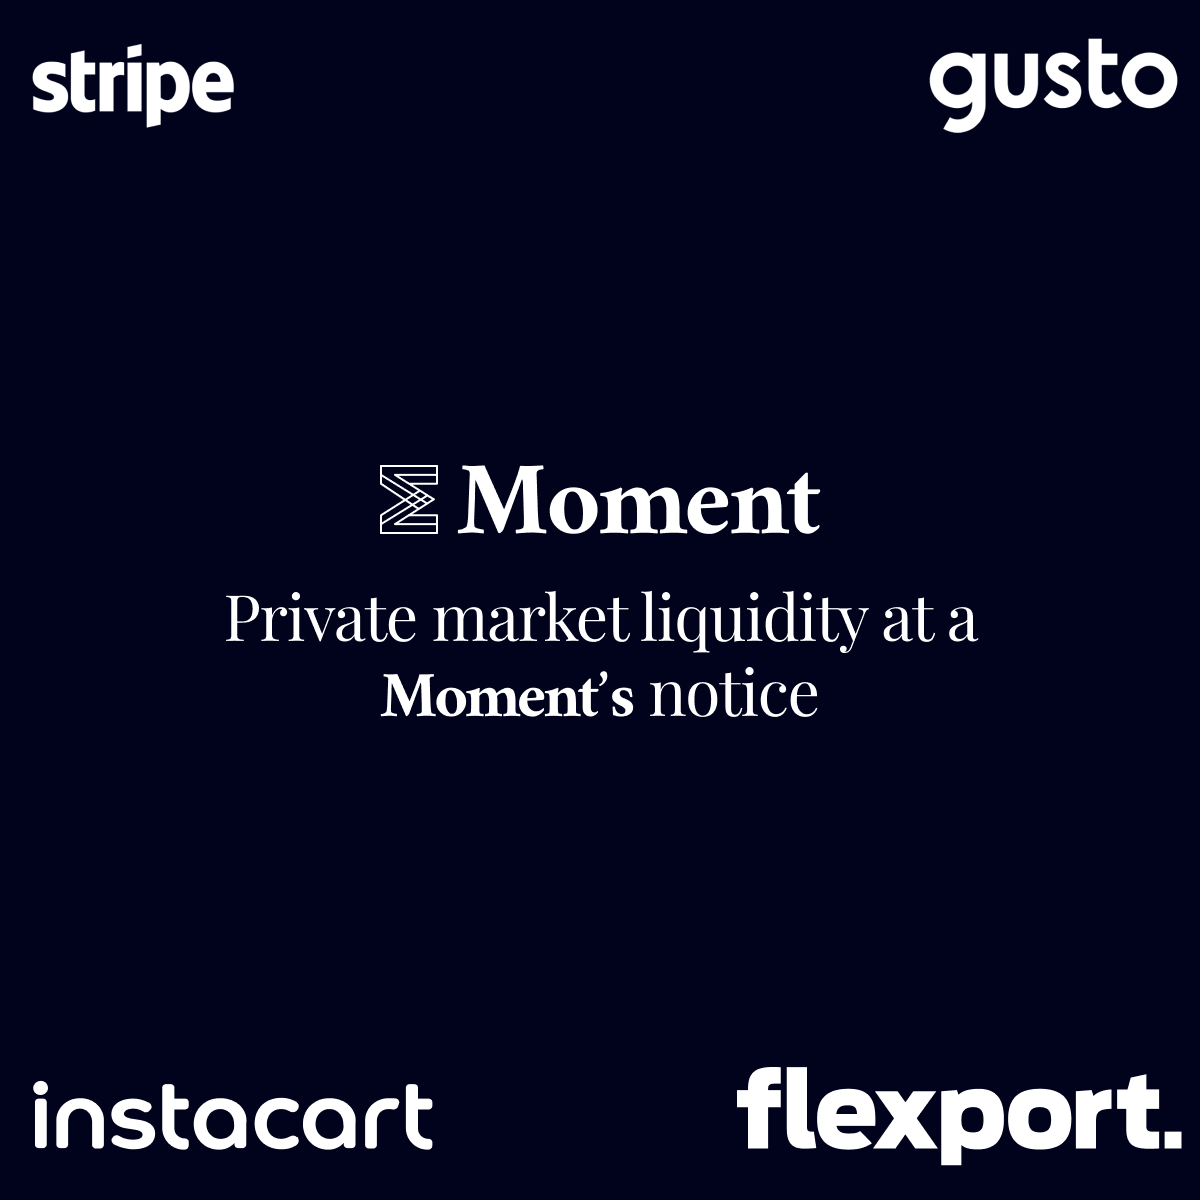 stripe
gusto
Moment
Private market liquidity at a
Moment’s notice
instacart
flexport.